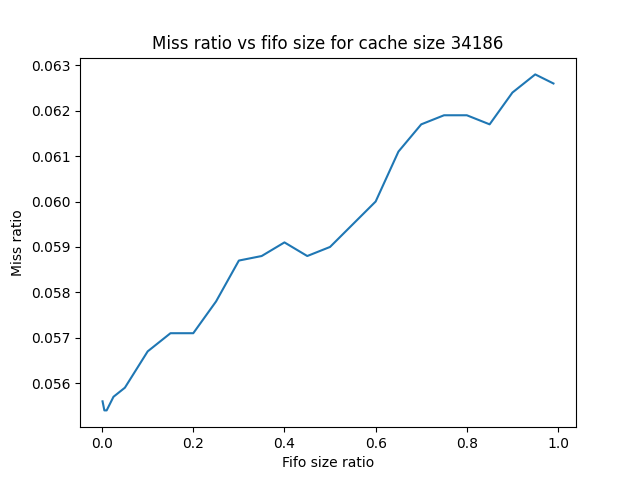 Miss ratio vs fifo size for cache size 34186
0.063
0.062
0.061
0.060
0.059
0.058
0.057
0.056
Miss ratio
0.0 0.2 0.4 0.6 0.8 1.0
Fifo size ratio